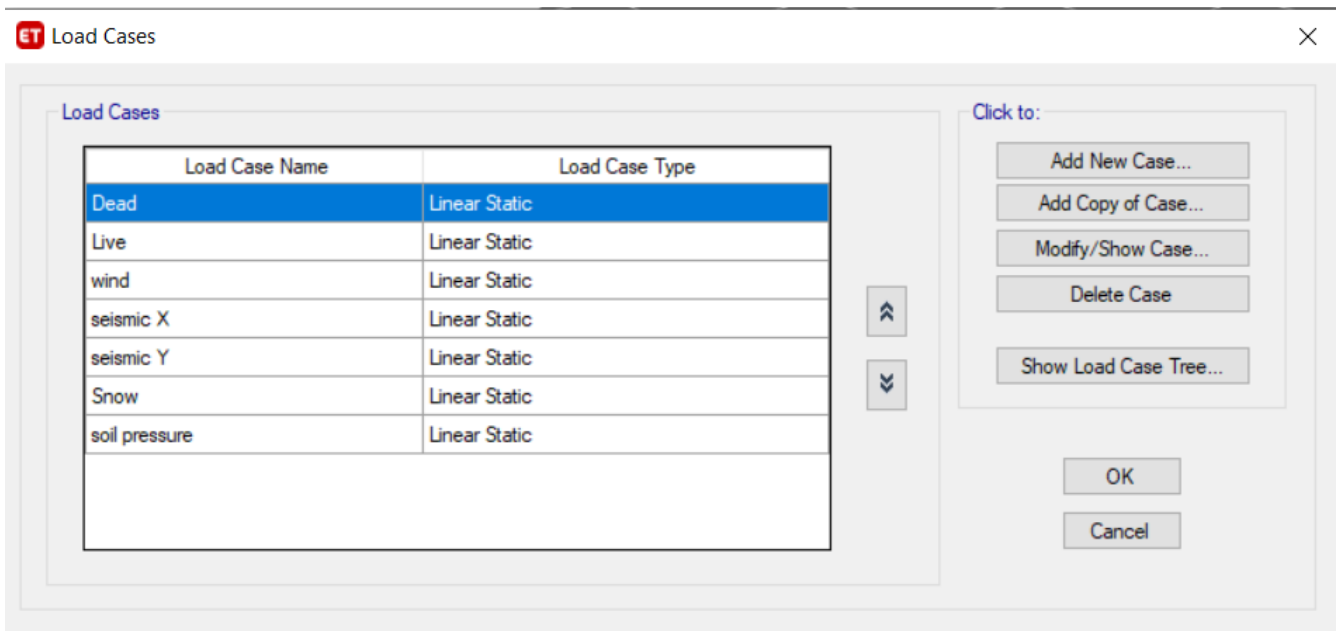 ET Load Cases
Load Cases
Click to:
Load Case Name Load Case Type
Dead Linear Static
Live Linear Static
wind Linear Static
seismic X Linear Static
seismic Y Linear Static
Snow Linear Static
soil pressure Linear Static
Add New Case...
Add Copy of Case...
Modify/Show Case...
Delete Case
Show Load Case Tree...
OK
Cancel